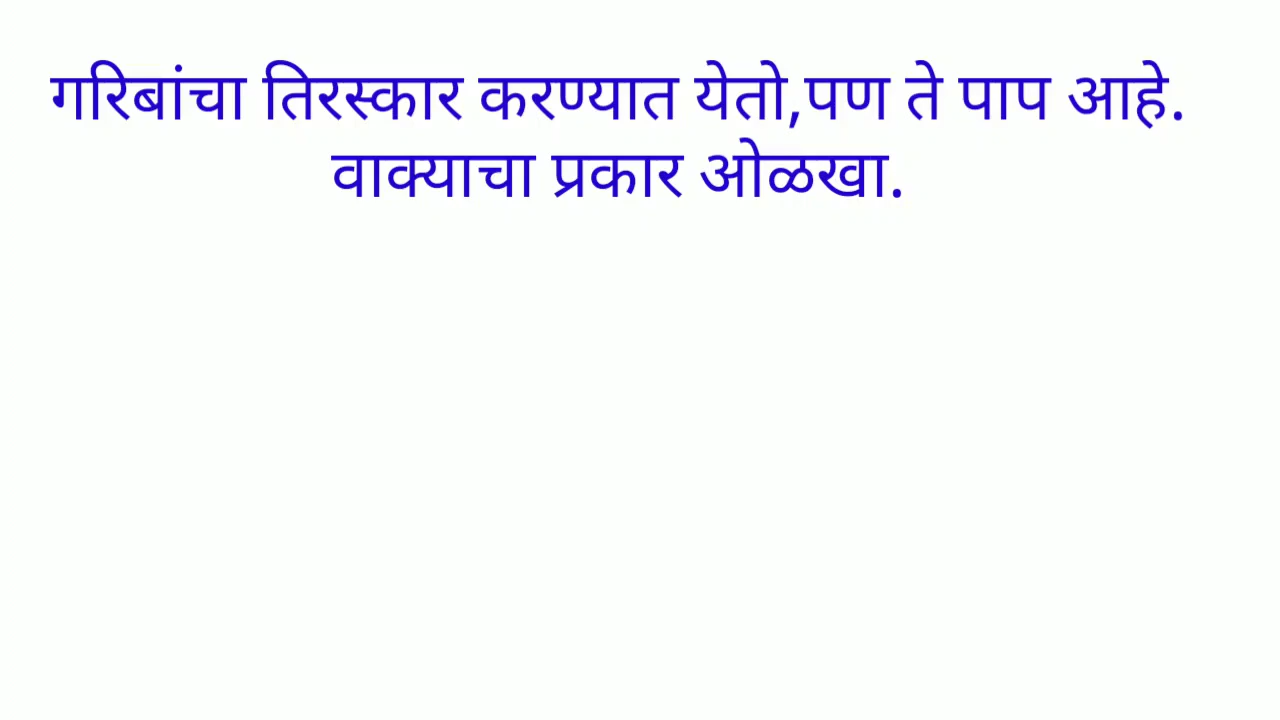 गरिबांचा तिरस्कार करण्यात येतो,पण ते पाप आहे.
वाक्याचा प्रकार ओळखा.